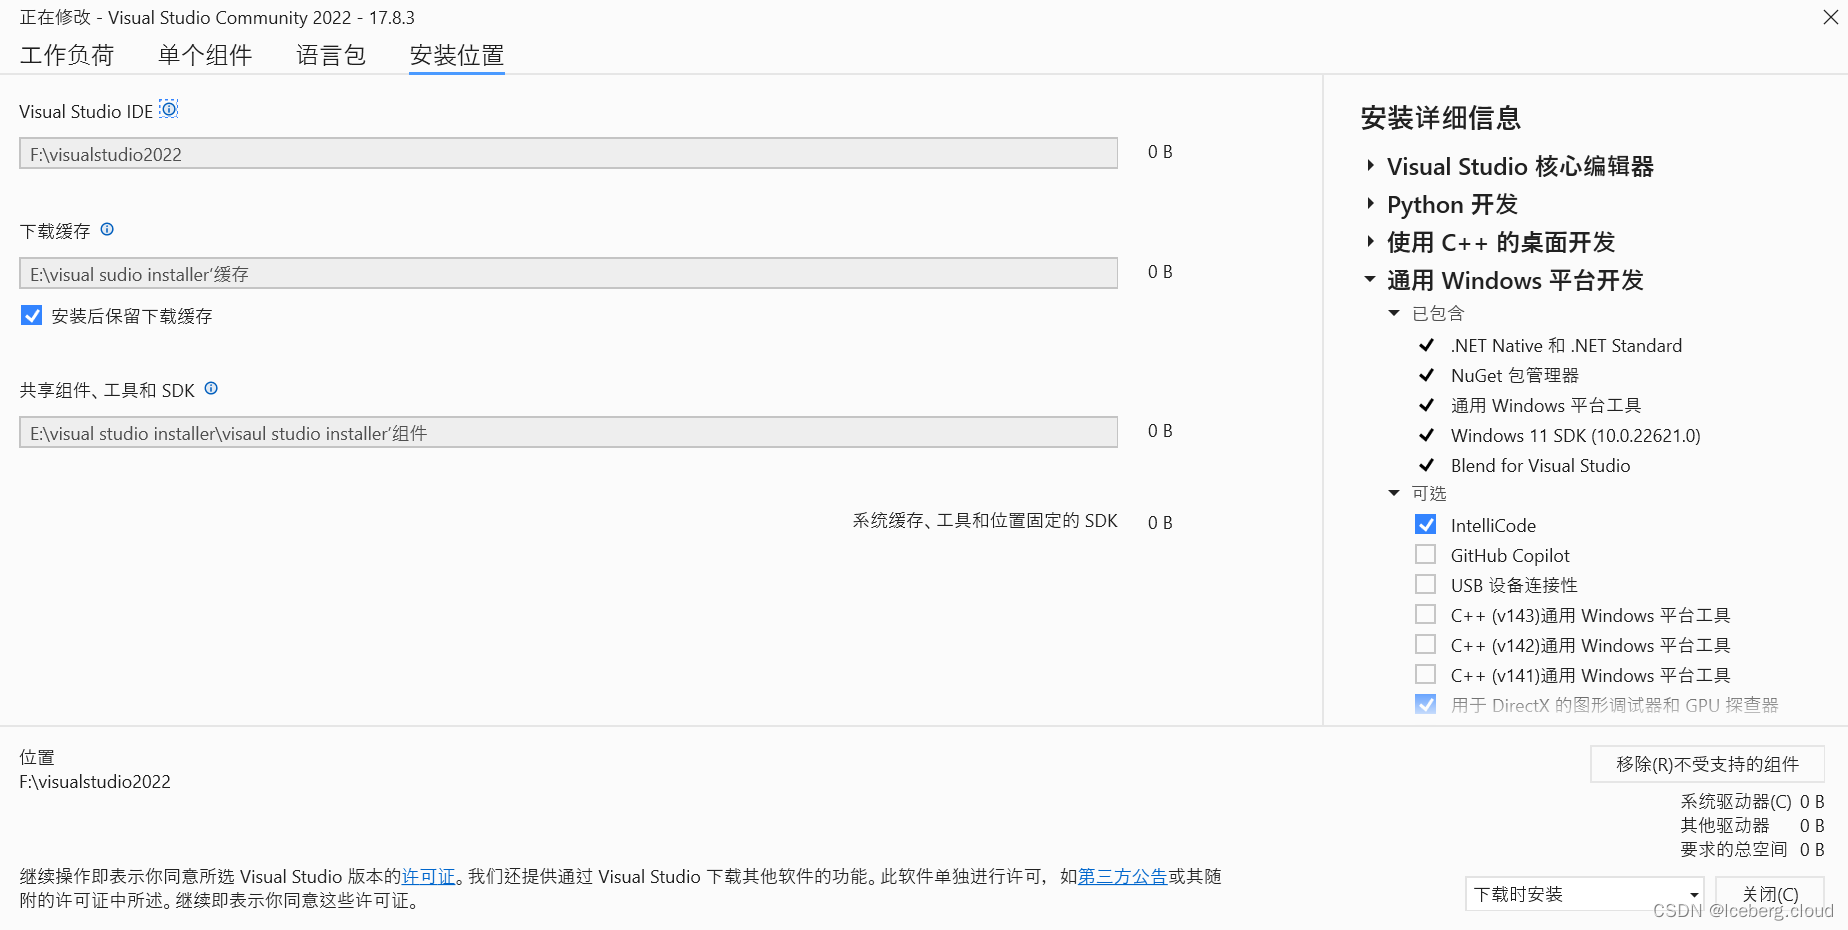 正在修改 - Visual Studio Community 2022 - 17.8.3
工作负荷 单个组件 语言包 安装位置
Visual Studio IDE
F:\visualstudio2022 0 B
下载缓存
E:\visual sudio installer'缓存 0 B
安装后保留下载缓存
共享组件、工具和 SDK
E:\visual studio installer\visaul studio installer'组件 0 B
系统缓存、工具和位置固定的 SDK 0 B
安装详细信息
Visual Studio 核心编辑器
Python 开发
使用 C++ 的桌面开发
通用 Windows 平台开发
已包含
.NET Native 和 .NET Standard
NuGet 包管理器
通用 Windows 平台工具
Windows 11 SDK (10.0.22621.0)
Blend for Visual Studio
可选
IntelliCode
GitHub Copilot
USB 设备连接性
C++ (v143)通用 Windows 平台工具
C++ (v142)通用 Windows 平台工具
C++ (v141)通用 Windows 平台工具
用于 DirectX 的图形调试器和 GPU 探查器
位置
F:\visualstudio2022
移除(R)不受支持的组件
系统驱动器(C) 0 B
其他驱动器 0 B
要求的总空间 0 B
继续操作即表示你同意所选 Visual Studio 版本的许可证。我们还提供通过 Visual Studio 下载其他软件的功能。此软件单独进行许可，如第三方公告或其随
附的许可证中所述。继续即表示你同意这些许可证。
下载时安装 关闭(C)
CSDN @Iceberg.cloud